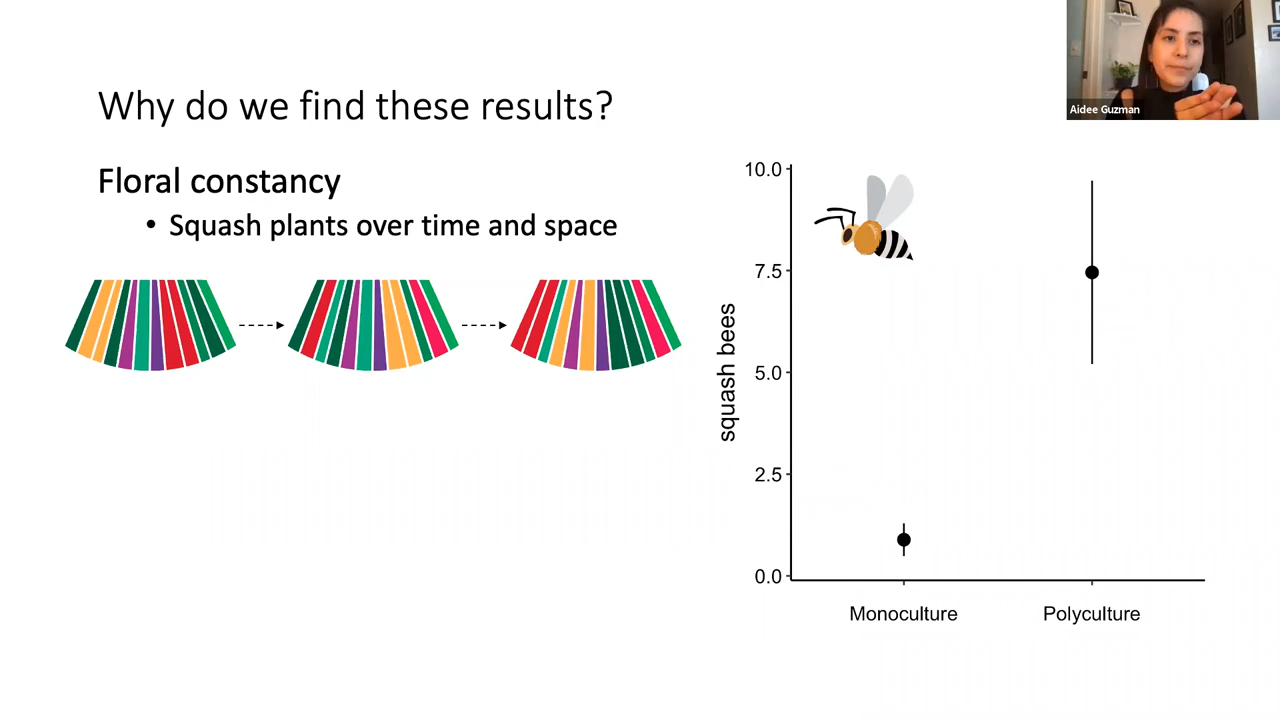 Aidee Guzman
Why do we find these results?
Floral constancy
• Squash plants over time and space
10.0
7.5
5.0
2.5
0.0
squash bees
Monoculture
Polyculture